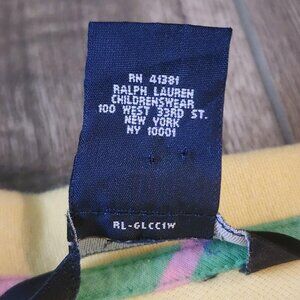 RN 41381
RALPH LAUREN
CHILDRENSWEAR
100 WEST 33RD ST.
NEW YORK
NY 10001
RL-GLCC1W